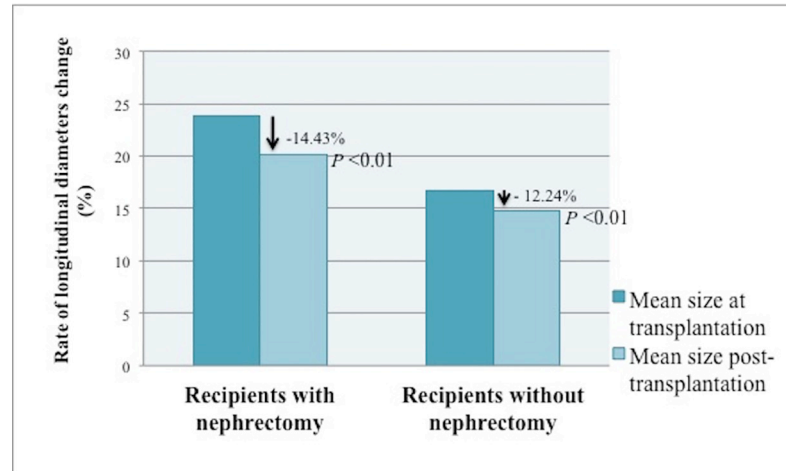 Rate of longitudinal diameters change
(%)
30
25
20
15
10
5
0
-14.43%
P <0.01
- 12.24%
P <0.01
Recipients with
nephrectomy
Recipients without
nephrectomy
Mean size at
transplantation
Mean size post-
transplantation